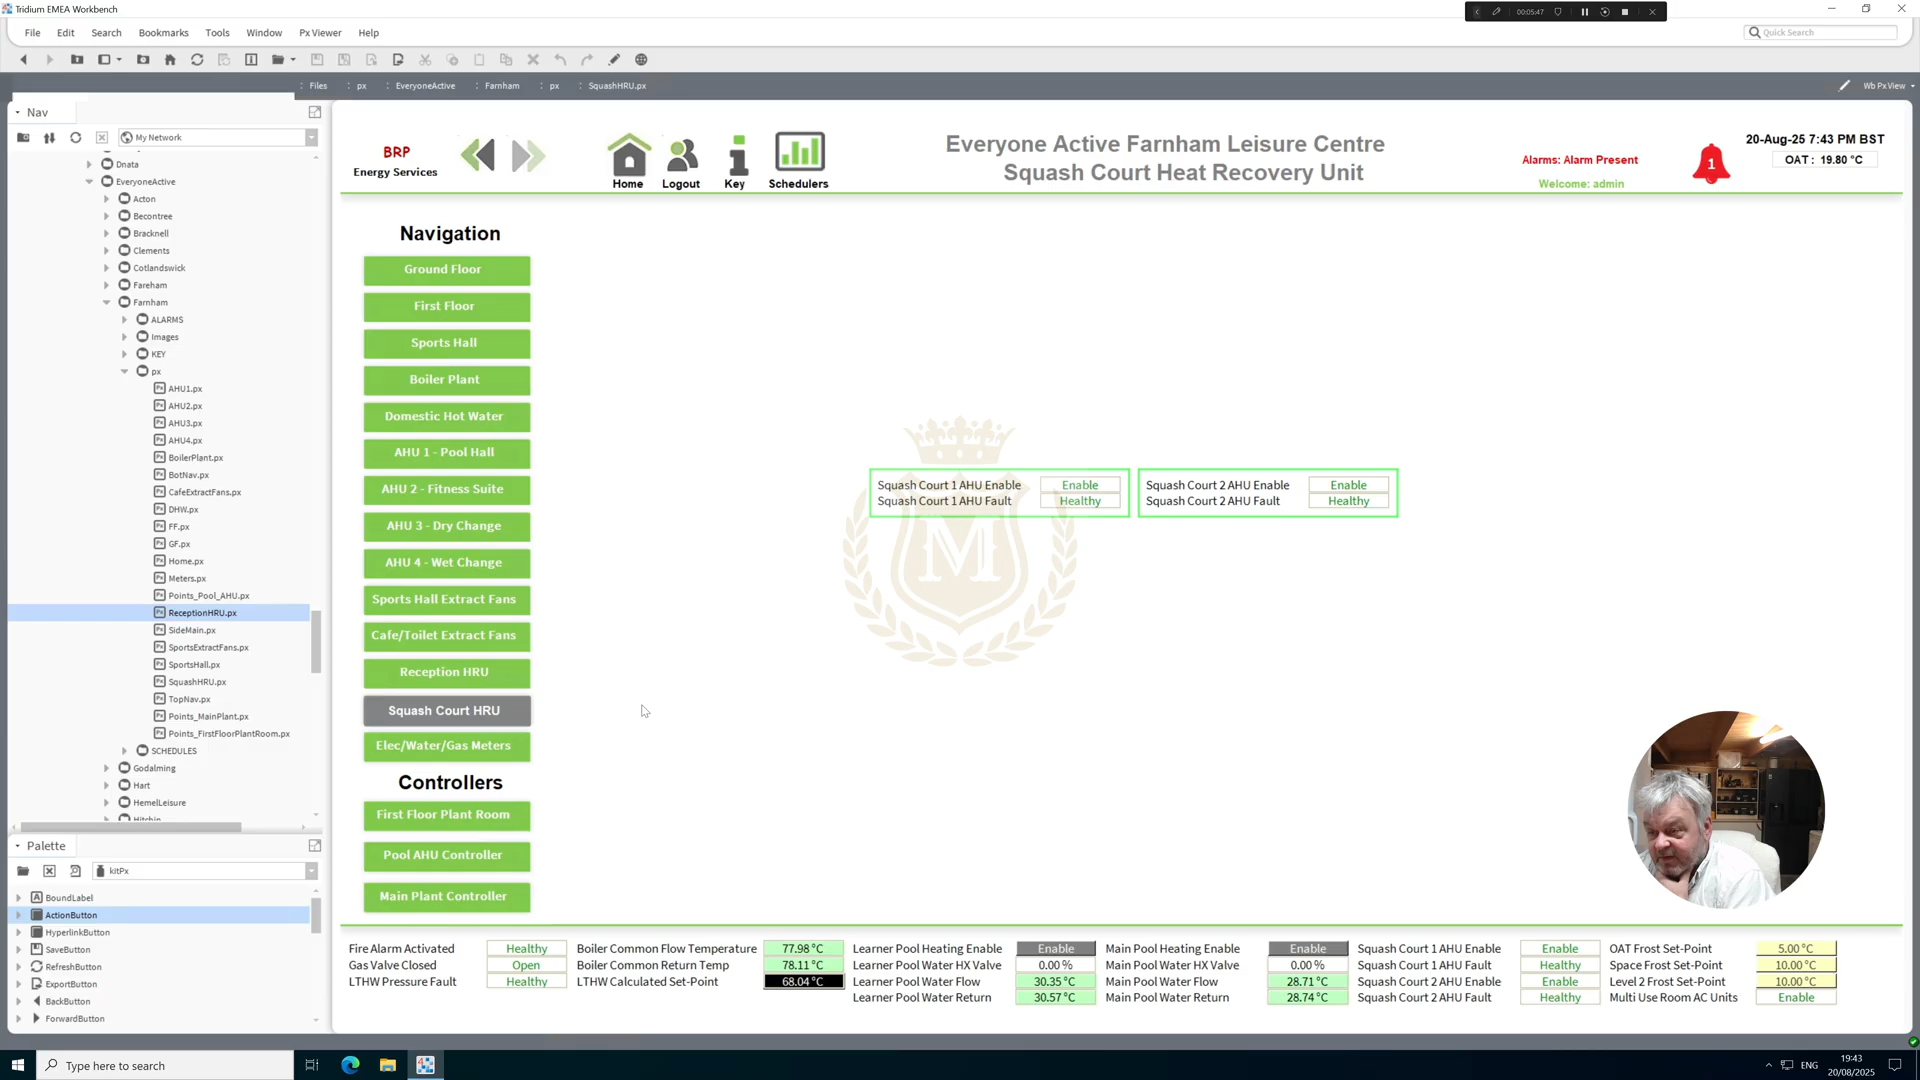 Tridium EMEA Workbench
00:05:47
File Edit Search Bookmarks Tools Window Px Viewer Help
Quick Search
Files : px : EveryoneActive : Farnham : px : SquashHRU.px
Wb Px View
Nav
My Network
Dnata
EveryoneActive
Acton
Becontree
Bracknell
Clements
Cotlandswick
Fareham
Farnham
ALARMS
Images
KEY
px
AHU1.px
AHU2.px
AHU3.px
AHU4.px
BoilerPlant.px
BotNav.px
CafeExtractFans.px
DHW.px
FF.px
GF.px
Home.px
Meters.px
Points_Pool_AHU.px
ReceptionHRU.px
SideMain.px
SportsExtractFans.px
SportsHall.px
SquashHRU.px
TopNav.px
Points_MainPlant.px
Points_FirstFloorPlantRoom.px
SCHEDULES
Godalming
Hart
HemelLeisure
Hitchin
Palette
kitPx
BoundLabel
ActionButton
HyperlinkButton
SaveButton
RefreshButton
ExportButton
BackButton
ForwardButton
BRP
Energy Services
Home
Logout
Key
Schedulers
Everyone Active Farnham Leisure Centre
Squash Court Heat Recovery Unit
Alarms: Alarm Present
Welcome: admin
1
20-Aug-25 7:43 PM BST
OAT : 19.80 °C
Navigation
Ground Floor
First Floor
Sports Hall
Boiler Plant
Domestic Hot Water
AHU 1 - Pool Hall
AHU 2 - Fitness Suite
AHU 3 - Dry Change
AHU 4 - Wet Change
Sports Hall Extract Fans
Cafe/Toilet Extract Fans
Reception HRU
Squash Court HRU
Elec/Water/Gas Meters
Controllers
First Floor Plant Room
Pool AHU Controller
Main Plant Controller
Squash Court 1 AHU Enable Enable
Squash Court 1 AHU Fault Healthy
Squash Court 2 AHU Enable Enable
Squash Court 2 AHU Fault Healthy
M
Fire Alarm Activated Healthy
Gas Valve Closed Open
LTHW Pressure Fault Healthy
Boiler Common Flow Temperature 77.98 °C
Boiler Common Return Temp 78.11 °C
LTHW Calculated Set-Point 68.04 °C
Learner Pool Heating Enable Enable
Learner Pool Water HX Valve 0.00 %
Learner Pool Water Flow 30.35 °C
Learner Pool Water Return 30.57 °C
Main Pool Heating Enable Enable
Main Pool Water HX Valve 0.00 %
Main Pool Water Flow 28.71 °C
Main Pool Water Return 28.74 °C
Squash Court 1 AHU Enable Enable
Squash Court 1 AHU Fault Healthy
Squash Court 2 AHU Enable Enable
Squash Court 2 AHU Fault Healthy
OAT Frost Set-Point 5.00 °C
Space Frost Set-Point 10.00 °C
Level 2 Frost Set-Point 10.00 °C
Multi Use Room AC Units Enable
Type here to search
ENG
19:43
20/08/2025